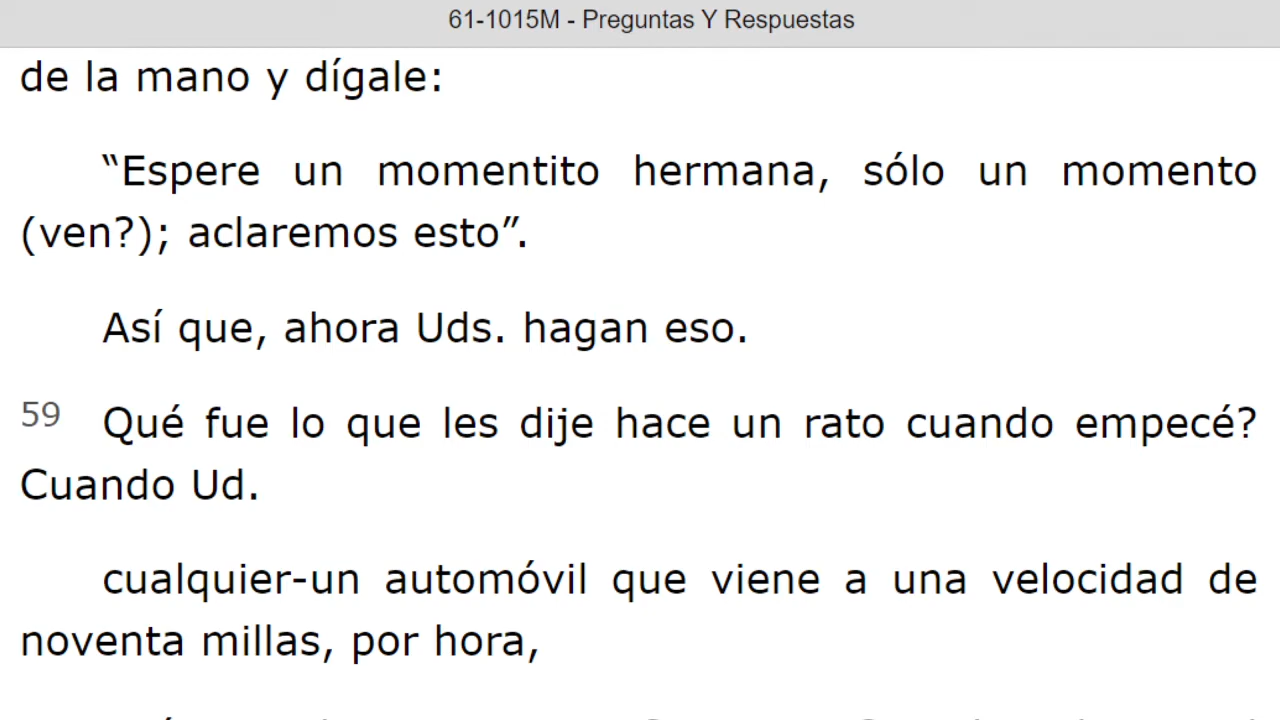 61-1015M - Preguntas Y Respuestas
de la mano y dígale:
“Espere un momentito hermana, sólo un momento
(ven?); aclaremos esto”.
Así que, ahora Uds. hagan eso.
59 Qué fue lo que les dije hace un rato cuando empecé?
Cuando Ud.
cualquier-un automóvil que viene a una velocidad de
noventa millas, por hora,